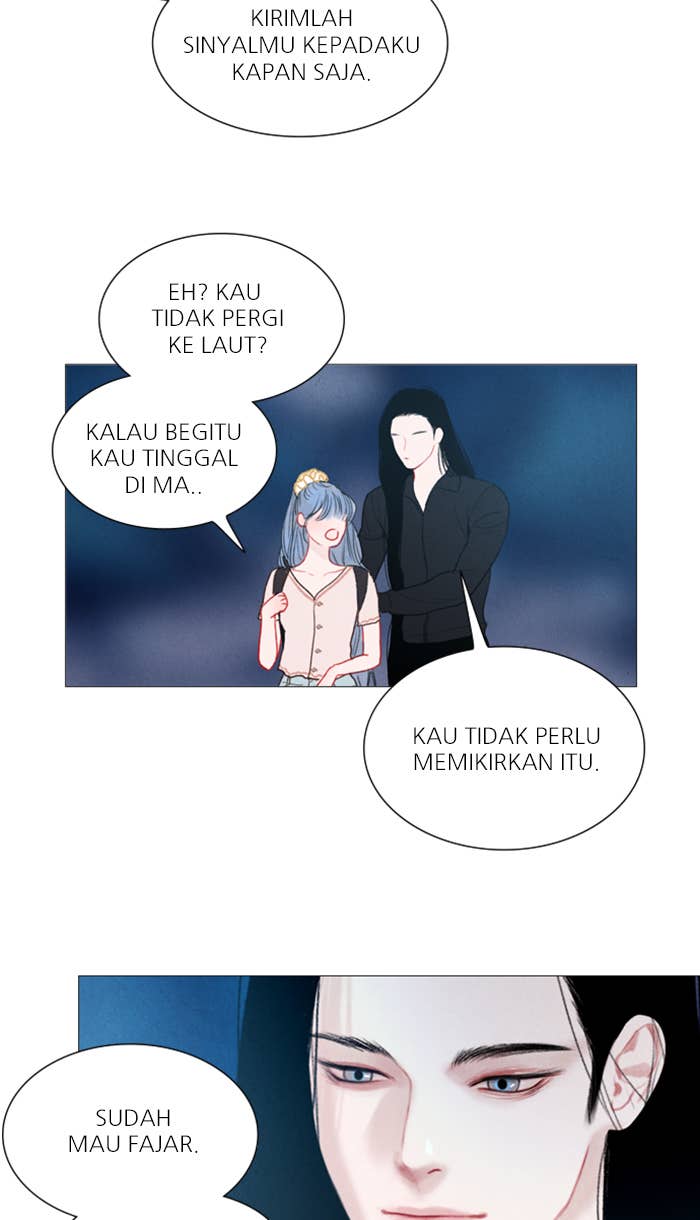 KIRIMLAH
SINYALMU KEPADAKU
KAPAN SAJA.
EH? KAU
TIDAK PERGI
KE LAUT?
KALAU BEGITU
KAU TINGGAL
DI MA..
KAU TIDAK PERLU
MEMIKIRKAN ITU.
SUDAH
MAU FAJAR.